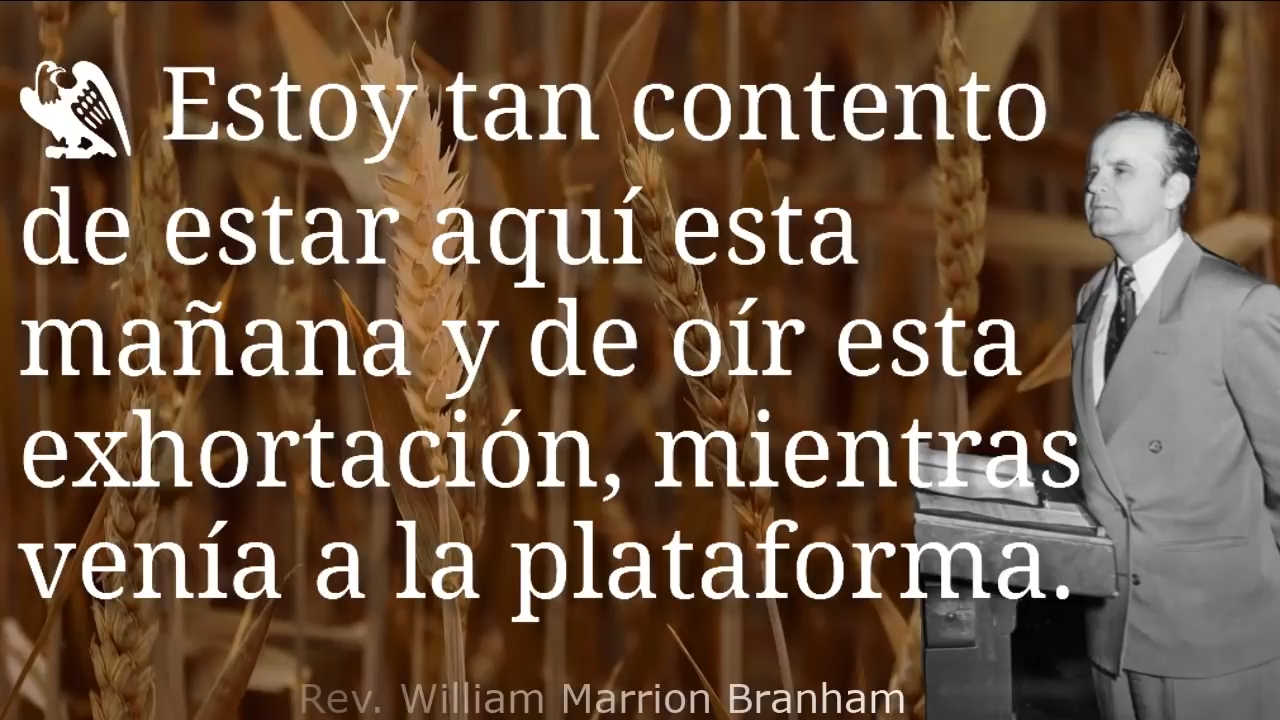 Estoy tan contento
de estar aquí esta
mañana y de oír esta
exhortación, mientras
venía a la plataforma.
Rev. William Marrion Branham